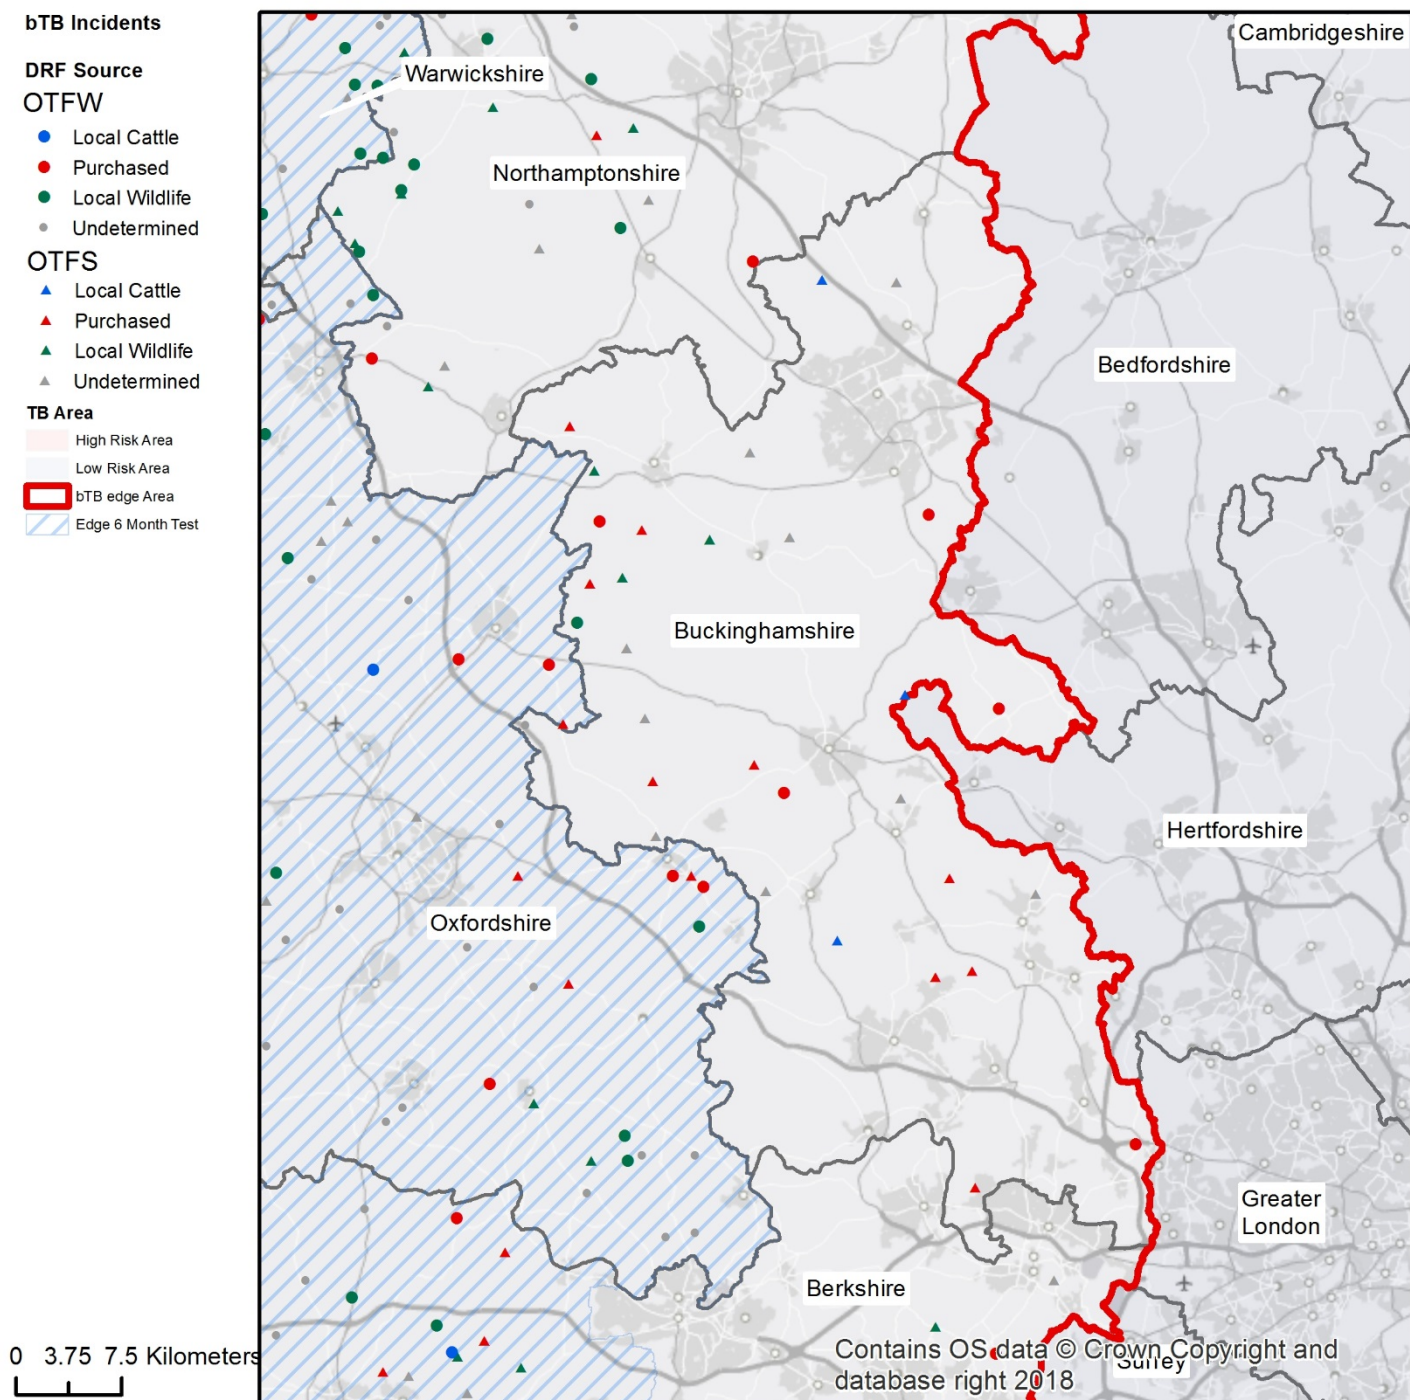 bTB Incidents
DRF Source
OTFW
Local Cattle
Purchased
Local Wildlife
Undetermined
OTFS
Local Cattle
Purchased
Local Wildlife
Undetermined
TB Area
High Risk Area
Low Risk Area
bTB edge Area
Edge 6 Month Test
0 3.75 7.5 Kilometers
Cambridgeshire
Warwickshire
Northamptonshire
Bedfordshire
Buckinghamshire
Hertfordshire
Oxfordshire
Greater
London
Berkshire
Surrey
Contains OS data © Crown Copyright and
database right 2018